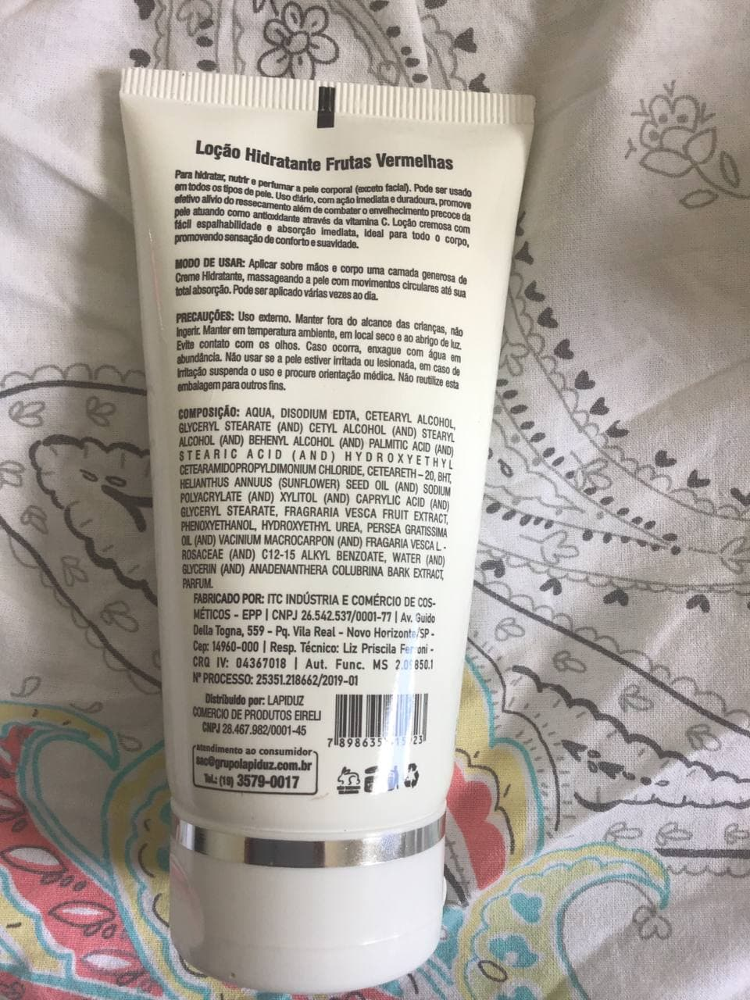 Loção Hidratante Frutas Vermelhas
Para hidratar, nutrir e perfumar a pele corporal (exceto facial). Pode ser usado
em todos os tipos de pele. Uso diário, com ação imediata e duradoura, promove
efetivo alívio do ressecamento além de combater o envelhecimento precoce da
pele atuando como antioxidante através da vitamina C. Loção cremosa com
fácil espalhabilidade e absorção imediata, ideal para todo o corpo,
promovendo sensação de conforto e suavidade.
MODO DE USAR: Aplicar sobre mãos e corpo uma camada generosa de
Creme Hidratante, massageando a pele com movimentos circulares até sua
total absorção. Pode ser aplicado várias vezes ao dia.
PRECAUÇÕES: Uso externo. Manter fora do alcance das crianças, não
Ingerir. Manter em temperatura ambiente, em local seco e ao abrigo de luz.
Evite contato com os olhos. Caso ocorra, enxague com água em
abundância. Não usar se a pele estiver irritada ou lesionada, em caso de
irritação suspenda o uso e procure orientação médica. Não reutilize esta
embalagem para outros fins.
COMPOSIÇÃO: AQUA, DISODIUM EDTA, CETEARYL ALCOHOL,
GLYCERYL STEARATE (AND) CETYL ALCOHOL (AND) STEARYL
ALCOHOL (AND) BEHENYL ALCOHOL (AND) PALMITIC ACID (AND)
STEARIC ACID (AND) HYDROXYETHYL
CETEARAMIDOPROPYLDIMONIUM CHLORIDE, CETEARETH – 20, BHT,
HELIANTHUS ANNUUS (SUNFLOWER) SEED OIL (AND) SODIUM
POLYACRYLATE (AND) XYLITOL (AND) CAPRYLIC ACID (AND)
GLYCERYL STEARATE, FRAGRARIA VESCA FRUIT EXTRACT,
PHENOXYETHANOL, HYDROXYETHYL UREA, PERSEA GRATISSIMA
OIL (AND) VACINIUM MACROCARPON (AND) FRAGARIA VESCA L -
ROSACEAE (AND) C12-15 ALKYL BENZOATE, WATER (AND)
GLYCERIN (AND) ANADENANTHERA COLUBRINA BARK EXTRACT,
PARFUM.
FABRICADO POR: ITC INDÚSTRIA E COMÉRCIO DE COS-
MÉTICOS - EPP | CNPJ 26.542.537/0001-77 | Av. Guido
Della Togna, 559 - Pq. Vila Real - Novo Horizonte/SP -
Cep: 14960-000 | Resp. Técnico: Liz Priscila -
CRQ IV: 04367018 | Aut. Func. MS
Nº PROCESSO: 25351.218662/2019-01
Distribuído por: LAPIDUZ
COMERCIO DE PRODUTOS EIRELI
CNPJ 28.467.982/0001-45
atendimento ao consumidor
sac@grupolapiduz.com.br
Tel.: (19) 3579-0017